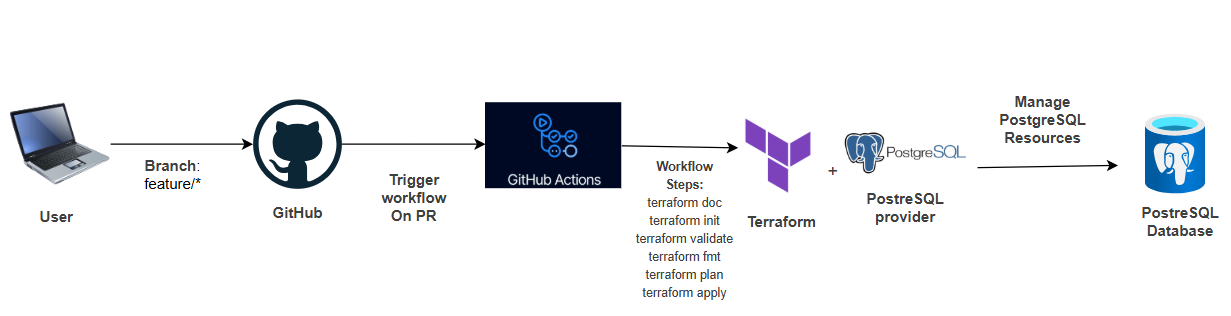 User
Branch:
feature/*
GitHub
Trigger
workflow
On PR
GitHub Actions
Workflow
Steps:
terraform doc
terraform init
terraform validate
terraform fmt
terraform plan
terraform apply
Terraform
+
PostgreSQL
PostreSQL
provider
Manage
PostgreSQL
Resources
PostreSQL
Database